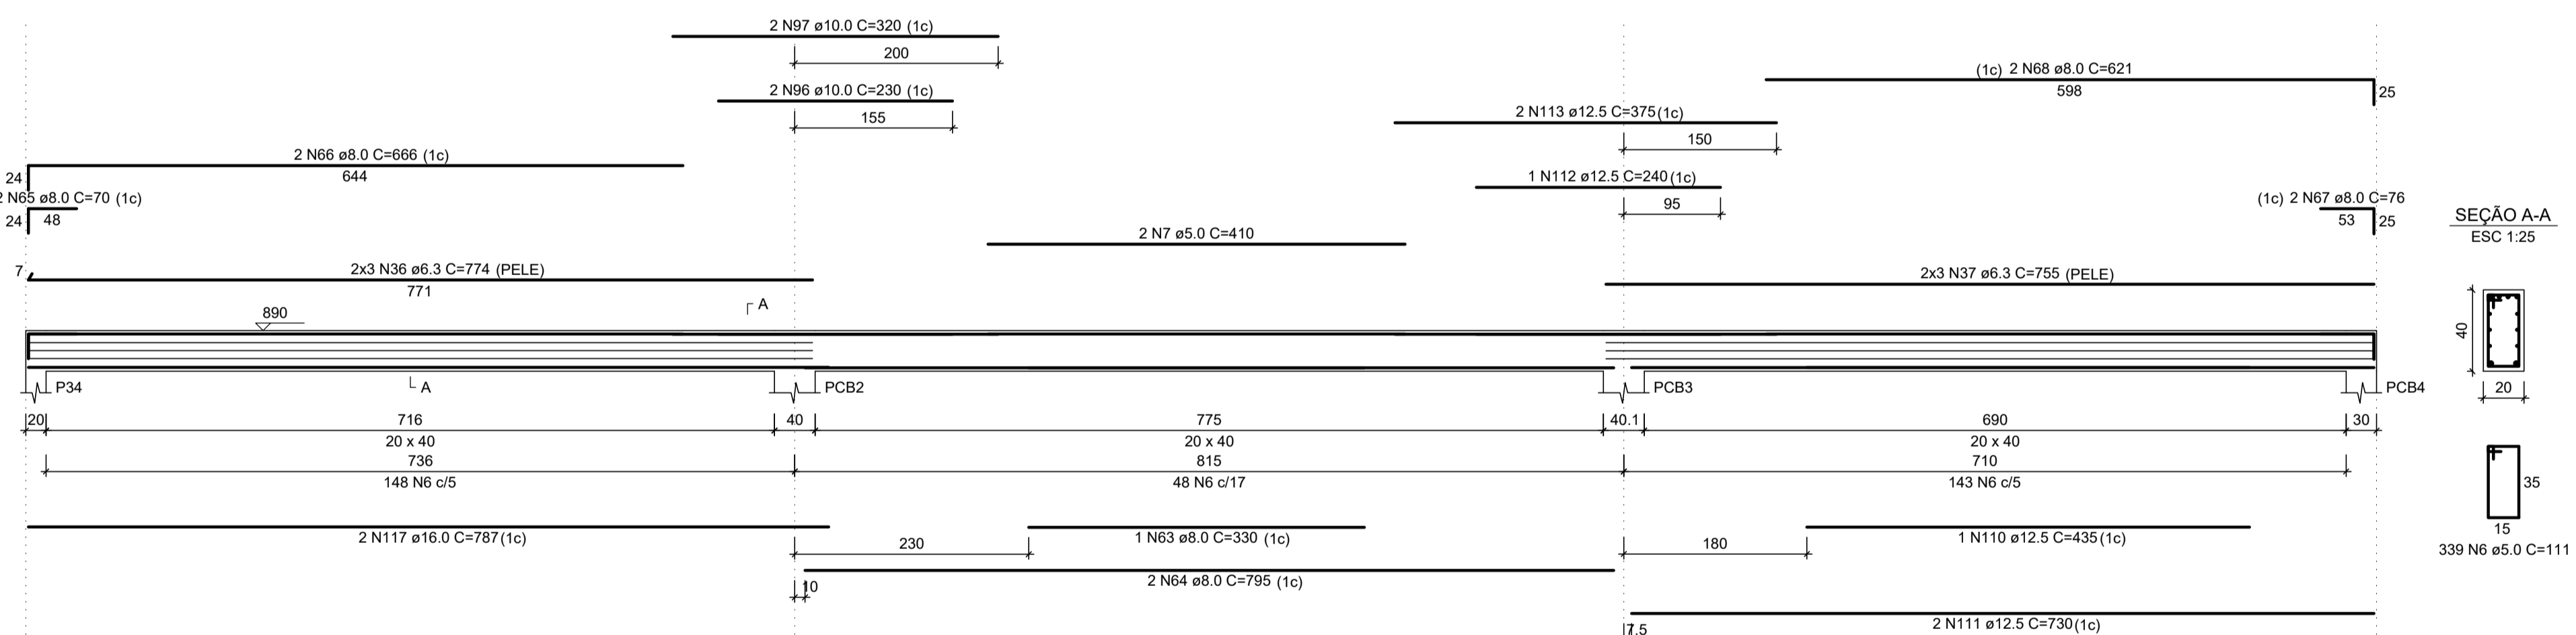 2 N97 ø10.0 C=320 (1c)
200
2 N96 ø10.0 C=230 (1c)
155
(1c) 2 N68 ø8.0 C=621
598
25
2 N113 ø12.5 C=375(1c)
150
2 N66 ø8.0 C=666 (1c)
644
24
1 N112 ø12.5 C=240(1c)
95
2 N65 ø8.0 C=70 (1c)
48
24
(1c) 2 N67 ø8.0 C=76
53
25
2 N7 ø5.0 C=410
7
2x3 N36 ø6.3 C=774 (PELE)
771
2x3 N37 ø6.3 C=755 (PELE)
SEÇÃO A-A
ESC 1:25
40
20
890
A
A
P34
PCB2
PCB3
PCB4
20
716
40
775
40.1
690
30
20 x 40
20 x 40
20 x 40
736
815
710
148 N6 c/5
48 N6 c/17
143 N6 c/5
35
15
339 N6 ø5.0 C=111
2 N117 ø16.0 C=787(1c)
230
1 N63 ø8.0 C=330 (1c)
180
1 N110 ø12.5 C=435(1c)
10
2 N64 ø8.0 C=795 (1c)
7.5
2 N111 ø12.5 C=730(1c)